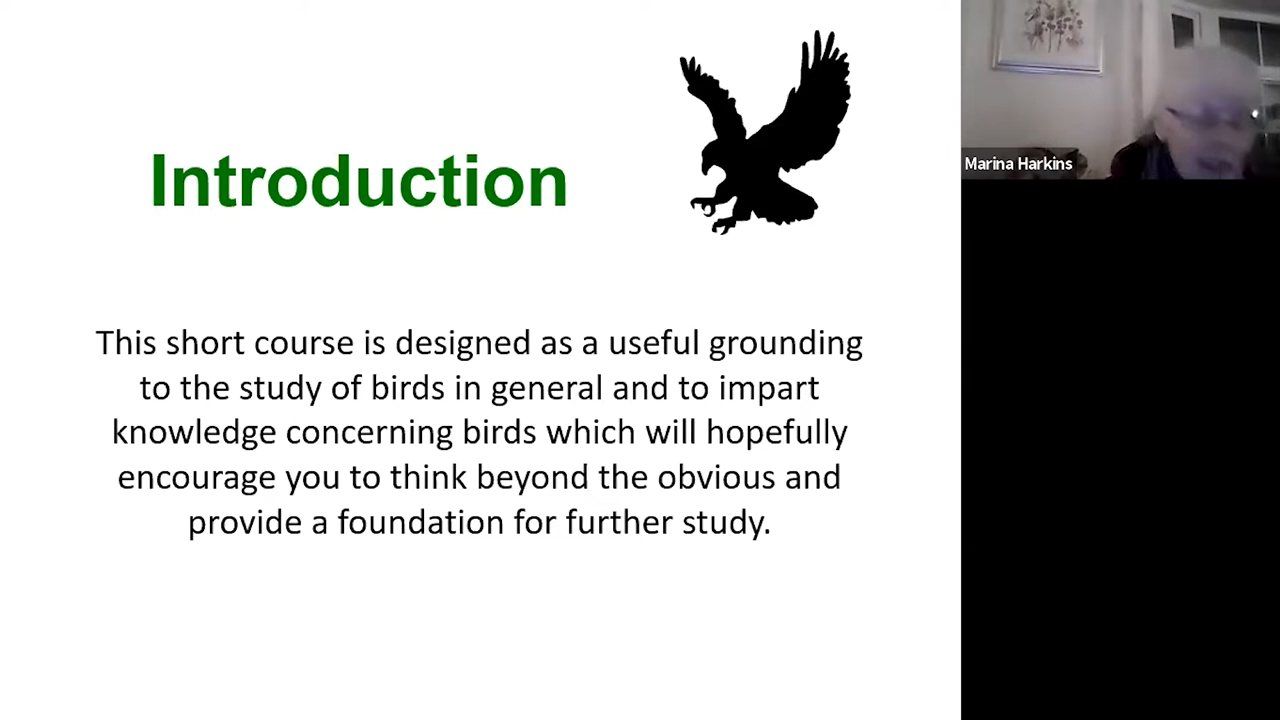 Introduction
This short course is designed as a useful grounding
to the study of birds in general and to impart
knowledge concerning birds which will hopefully
encourage you to think beyond the obvious and
provide a foundation for further study.
Marina Harkins